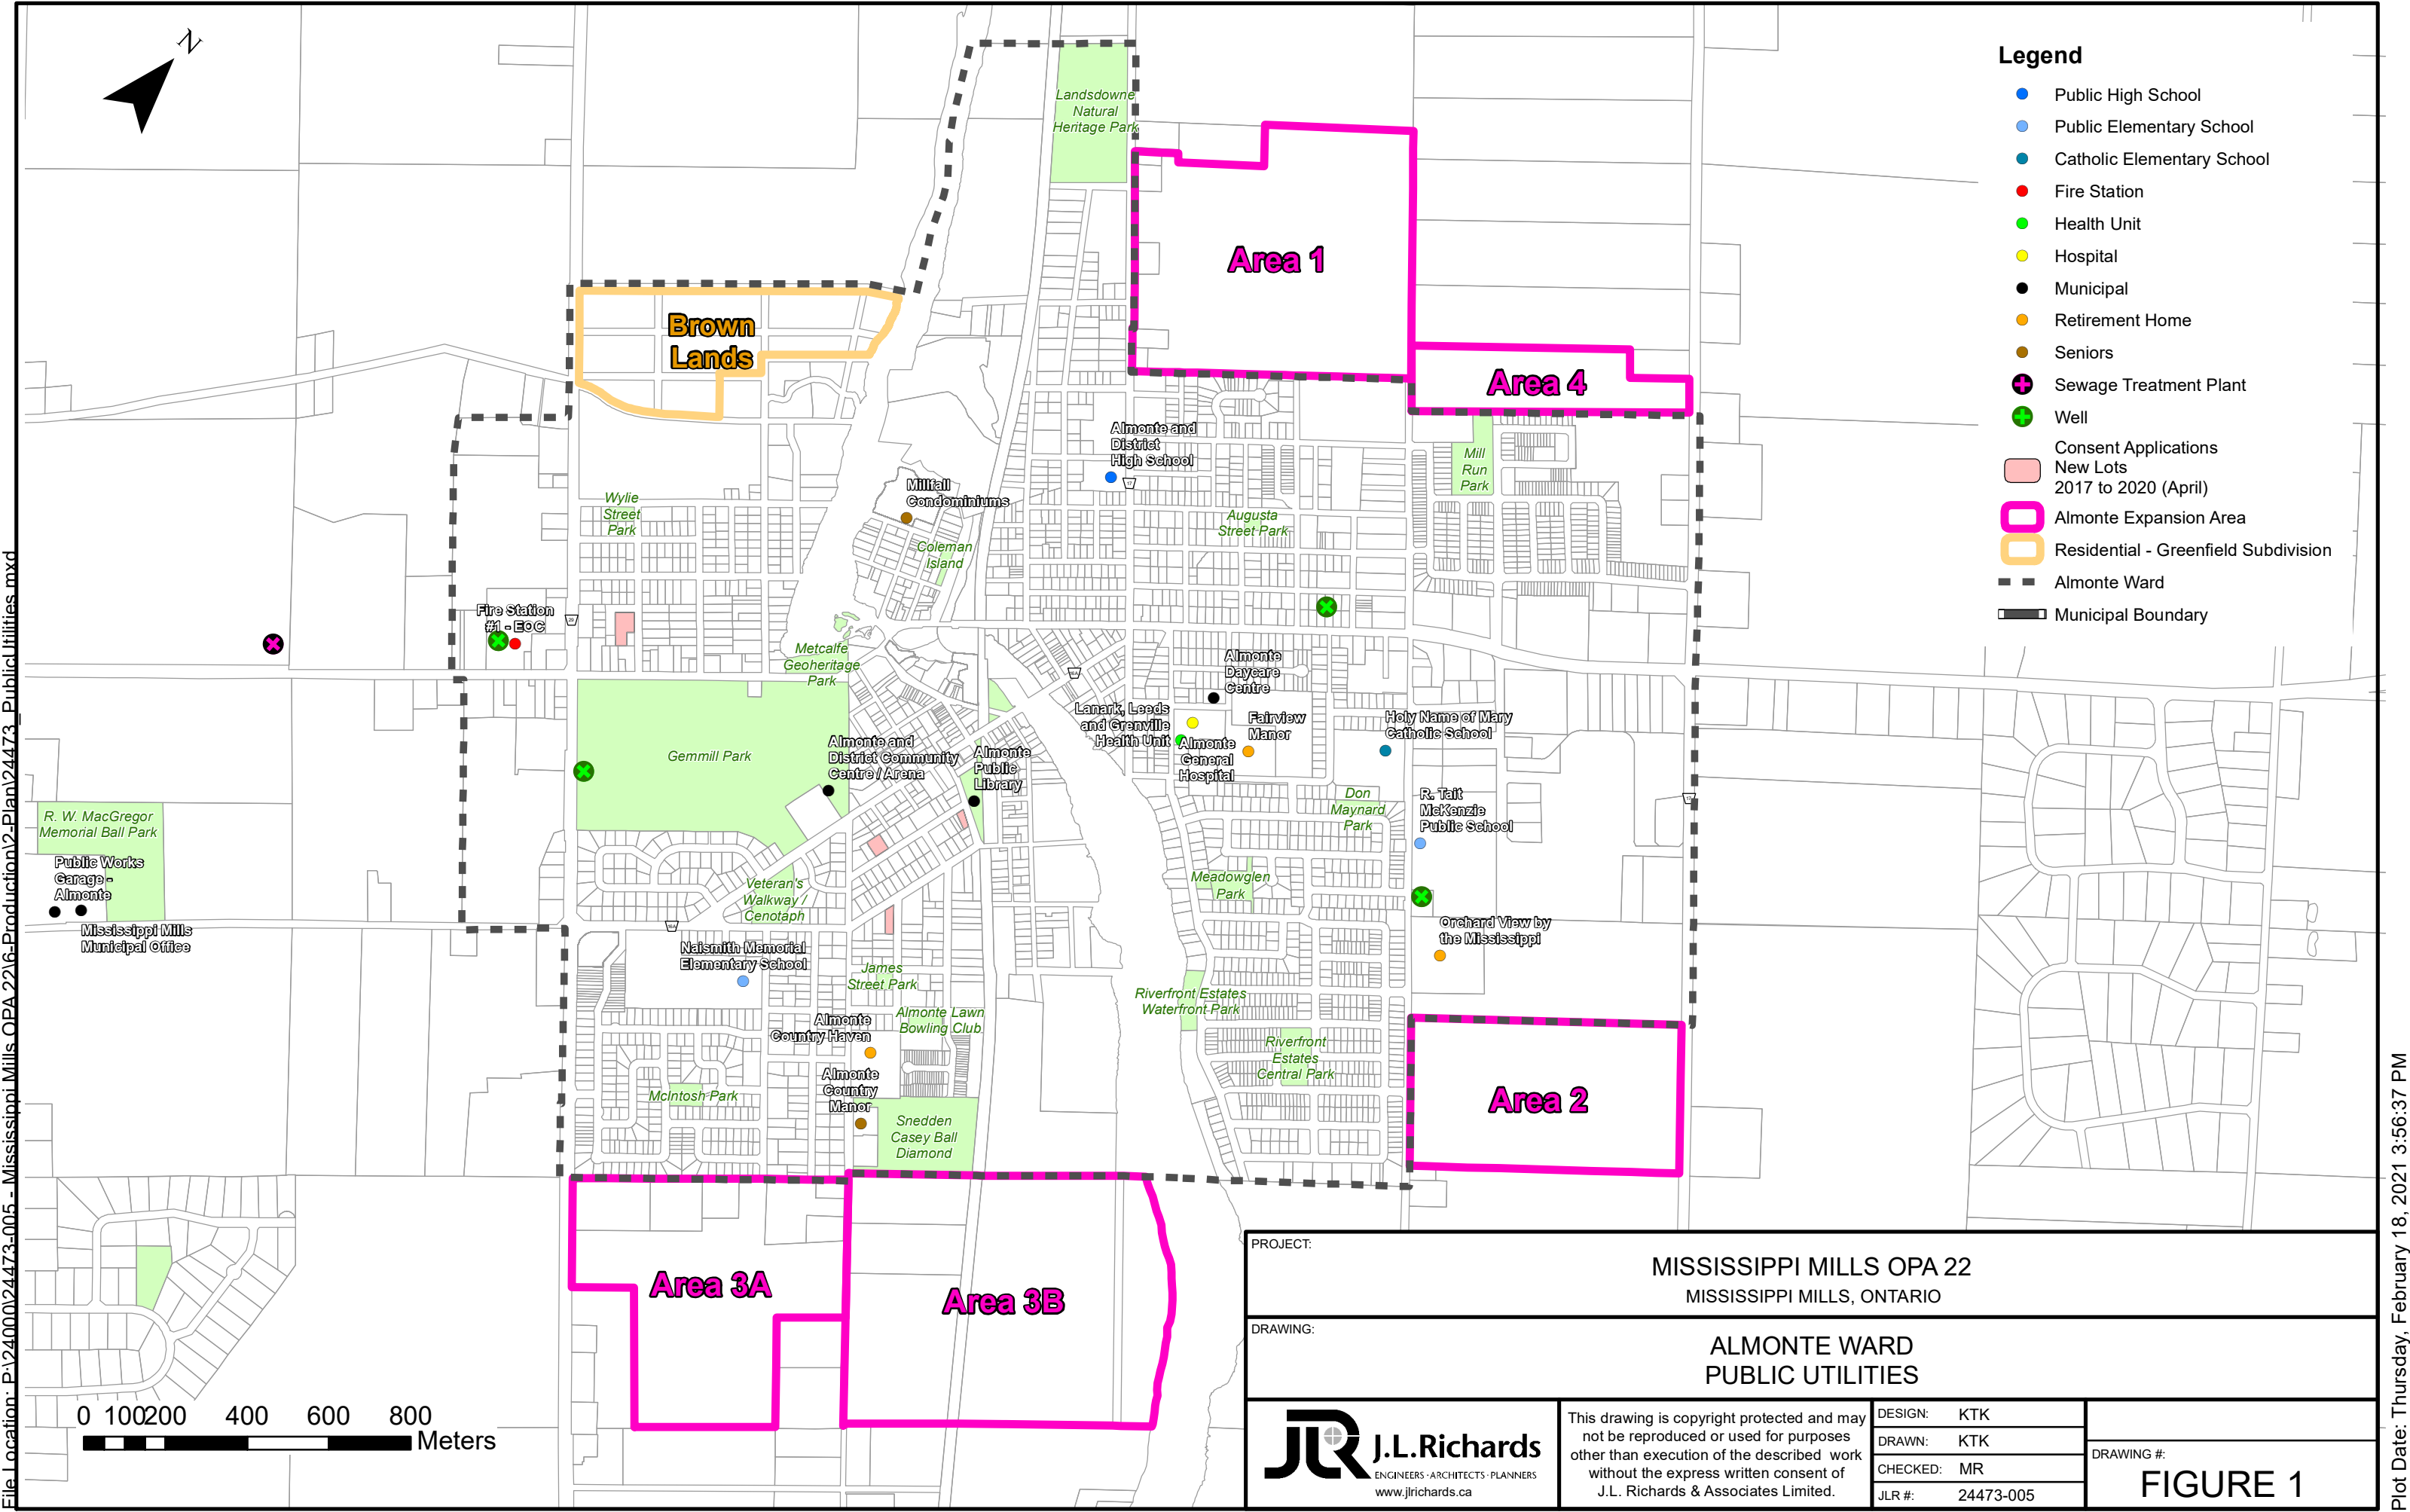 N
Landsdowne
Natural
Heritage Park
Area 1
Brown
Lands
Area 4
Almonte and
District
High School
17
Mill
Run
Park
Millfall
Condominiums
Wylie
Street
Park
Augusta
Street Park
Coleman
Island
Fire Station
#1 - EOC
29
Metcalfe
Geoheritage
Park
16A
Almonte
Daycare
Centre
Lanark, Leeds
and Grenville
Health Unit
Fairview
Manor
Holy Name of Mary
Catholic School
Almonte
General
Hospital
Gemmill Park
Almonte and
District Community
Centre / Arena
Almonte
Public
Library
Don
Maynard
Park
R. Tait
McKenzie
Public School
17
R. W. MacGregor
Memorial Ball Park
Public Works
Garage -
Almonte
Mississippi Mills
Municipal Office
Veteran's
Walkway /
Cenotaph
Meadowglen
Park
16A
Orchard View by
the Mississippi
Naismith Memorial
Elementary School
James
Street Park
Riverfront Estates
Waterfront Park
Almonte Lawn
Bowling Club
Almonte
Country Haven
Riverfront
Estates
Central Park
Almonte
Country
Manor
McIntosh Park
Snedden
Casey Ball
Diamond
Area 2
Area 3A
Area 3B
0 100 200 400 600 800
Meters
Legend
Public High School
Public Elementary School
Catholic Elementary School
Fire Station
Health Unit
Hospital
Municipal
Retirement Home
Seniors
Sewage Treatment Plant
Well
Consent Applications
New Lots
2017 to 2020 (April)
Almonte Expansion Area
Residential - Greenfield Subdivision
Almonte Ward
Municipal Boundary
PROJECT:
MISSISSIPPI MILLS OPA 22
MISSISSIPPI MILLS, ONTARIO
DRAWING:
ALMONTE WARD
PUBLIC UTILITIES
JLR
J.L.Richards
ENGINEERS · ARCHITECTS · PLANNERS
www.jlrichards.ca
This drawing is copyright protected and may
not be reproduced or used for purposes
other than execution of the described work
without the express written consent of
J.L. Richards & Associates Limited.
DESIGN: KTK
DRAWN: KTK
CHECKED: MR
JLR #: 24473-005
DRAWING #:
FIGURE 1
File Location: P:\24000\24473-005 - Mississippi Mills OPA 22\6-Production\2-Plan\24473_PublicUtilities.mxd
Plot Date: Thursday, February 18, 2021 3:56:37 PM